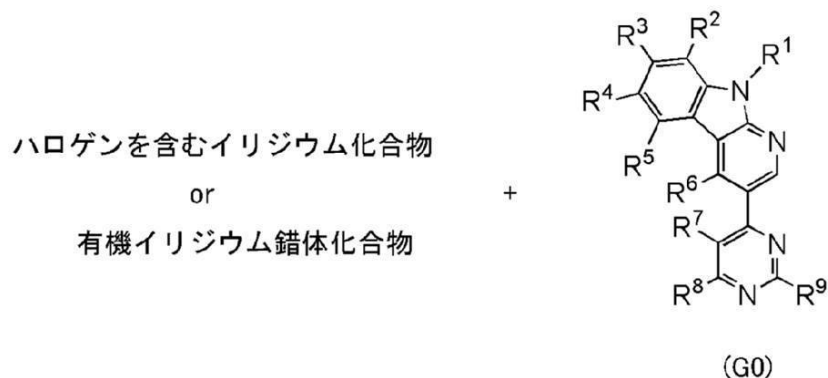 ハロゲンを含むイリジウム化合物
or
有機イリジウム錯体化合物
+
R³ R² R¹
R⁴ N
R⁵ N
R⁶
R⁷ N
R⁸ N R⁹
(G0)